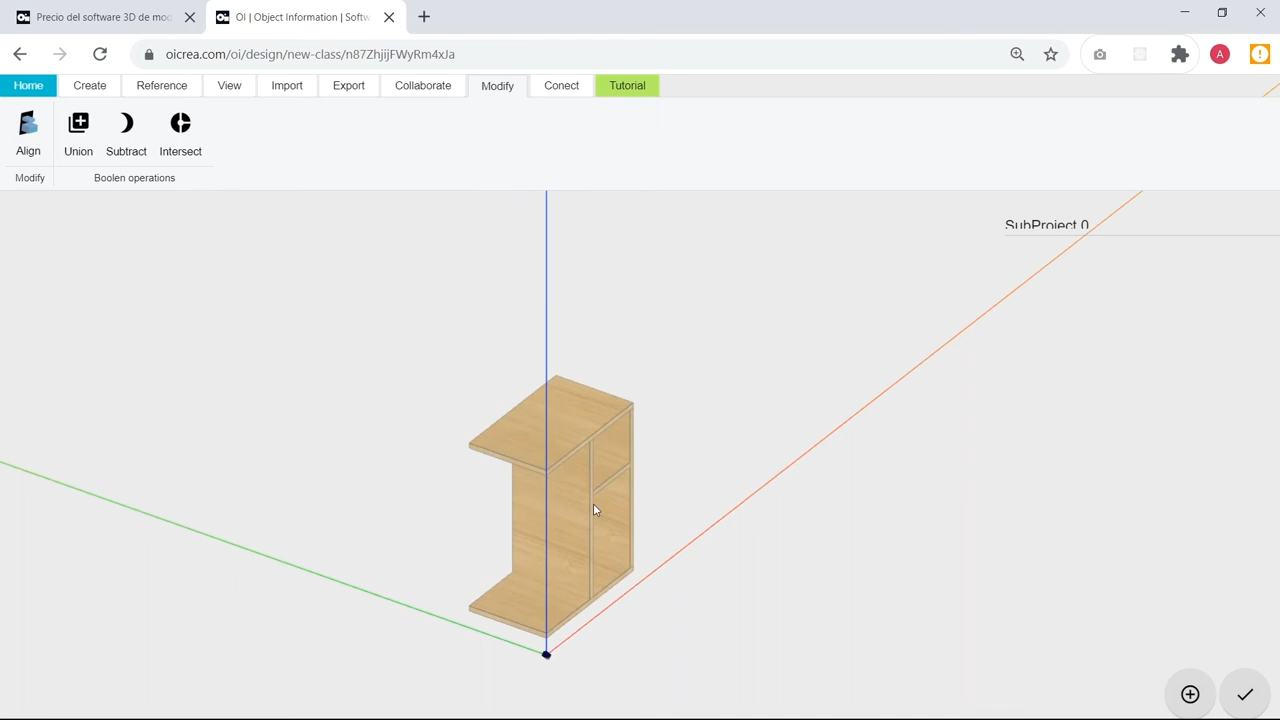 Precio del software 3D de mod
OI | Object Information | Softw
oicrea.com/oi/design/new-class/n87ZhjijFWyRm4xJa
A
Home Create Reference View Import Export Collaborate Modify Conect Tutorial
Align Union Subtract Intersect
Modify Boolen operations
SubProject 0